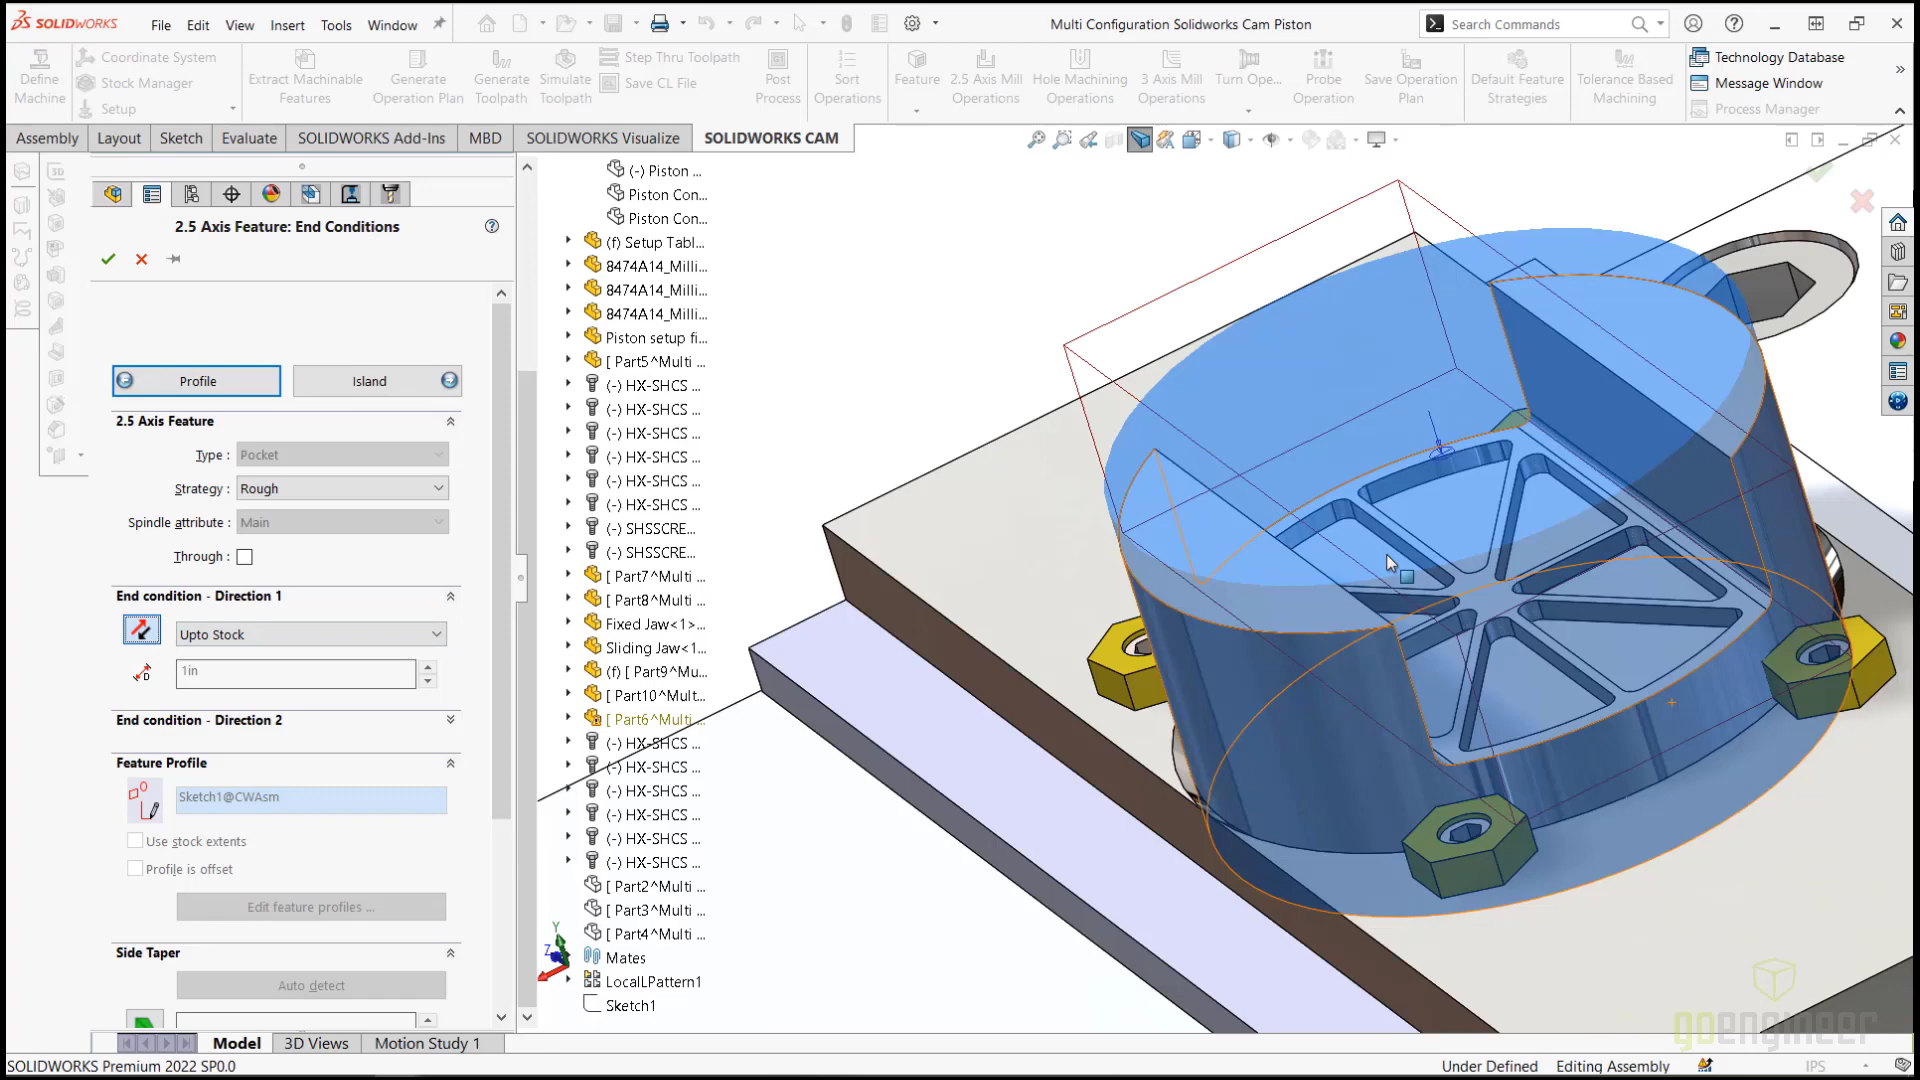 SOLIDWORKS File Edit View Insert Tools Window Multi Configuration Solidworks Cam Piston Search Commands
Define Machine
Coordinate System
Stock Manager
Setup
Extract Machinable Features
Generate Operation Plan
Generate Toolpath
Simulate Toolpath
Step Thru Toolpath
Save CL File
Post Process
Sort Operations
Feature
2.5 Axis Mill Operations
Hole Machining Operations
3 Axis Mill Operations
Turn Ope...
Probe Operation
Save Operation Plan
Default Feature Strategies
Tolerance Based Machining
Technology Database
Message Window
Process Manager
Assembly Layout Sketch Evaluate SOLIDWORKS Add-Ins MBD SOLIDWORKS Visualize SOLIDWORKS CAM
2.5 Axis Feature: End Conditions
Profile Island
2.5 Axis Feature
Type : Pocket
Strategy : Rough
Spindle attribute : Main
Through :
End condition - Direction 1
Upto Stock
D
1in
End condition - Direction 2
Feature Profile
Sketch1@CWAsm
Use stock extents
Profile is offset
Edit feature profiles ...
Side Taper
Auto detect
(-) Piston ...
Piston Con...
Piston Con...
(f) Setup Tabl...
8474A14_Milli...
8474A14_Milli...
8474A14_Milli...
Piston setup fi...
[ Part5^Multi ...
(-) HX-SHCS ...
(-) HX-SHCS ...
(-) HX-SHCS ...
(-) HX-SHCS ...
(-) HX-SHCS ...
(-) HX-SHCS ...
(-) SHSSCRE...
(-) SHSSCRE...
[ Part7^Multi ...
[ Part8^Multi ...
Fixed Jaw<1>...
Sliding Jaw<1...
(f) [ Part9^Mu...
[ Part10^Mult...
[ Part6^Multi ...
(-) HX-SHCS ...
(-) HX-SHCS ...
(-) HX-SHCS ...
(-) HX-SHCS ...
(-) HX-SHCS ...
(-) HX-SHCS ...
[ Part2^Multi ...
[ Part3^Multi ...
[ Part4^Multi ...
Mates
LocalLPattern1
Sketch1
Y
Z
goengineer
Model 3D Views Motion Study 1
SOLIDWORKS Premium 2022 SP0.0 Under Defined Editing Assembly IPS